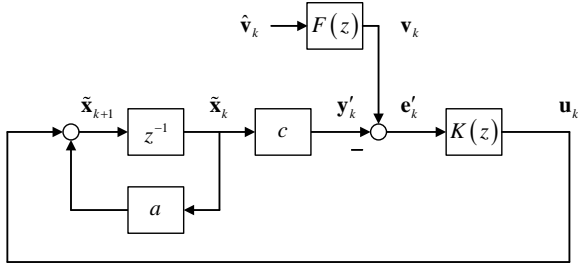 v̂ₖ F(z) vₖ
x̃ₖ₊₁ z⁻¹ x̃ₖ c y′ₖ − e′ₖ K(z) uₖ
a